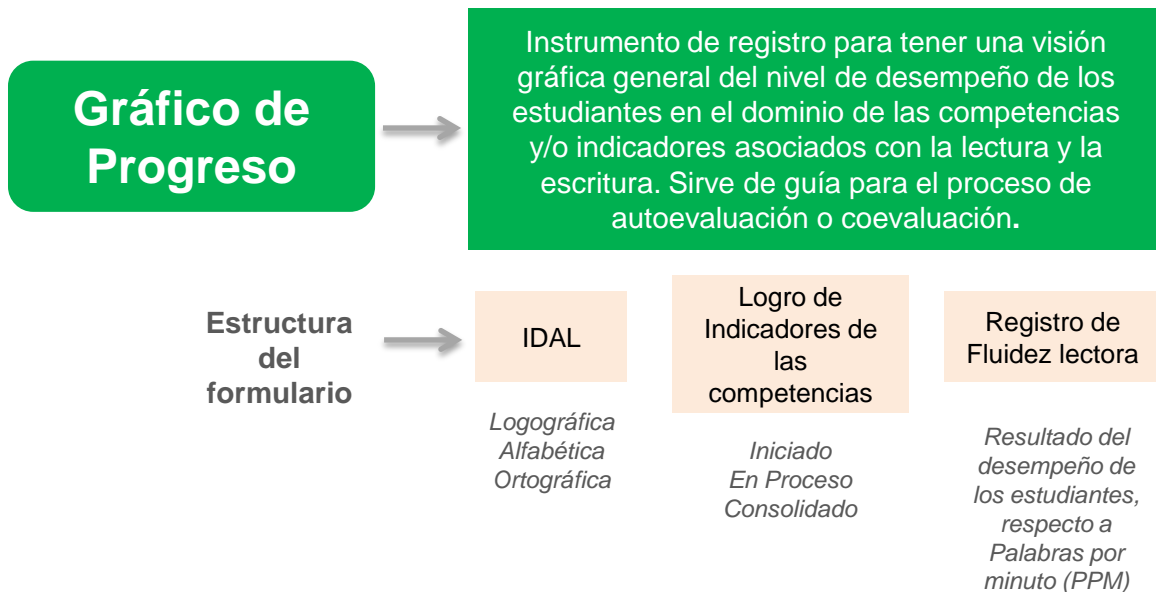 Gráfico de
Progreso
Instrumento de registro para tener una visión
gráfica general del nivel de desempeño de los
estudiantes en el dominio de las competencias
y/o indicadores asociados con la lectura y la
escritura. Sirve de guía para el proceso de
autoevaluación o coevaluación.
Estructura
del
formulario
IDAL
Logográfica
Alfabética
Ortográfica
Logro de
Indicadores de
las
competencias
Iniciado
En Proceso
Consolidado
Registro de
Fluidez lectora
Resultado del
desempeño de
los estudiantes,
respecto a
Palabras por
minuto (PPM)